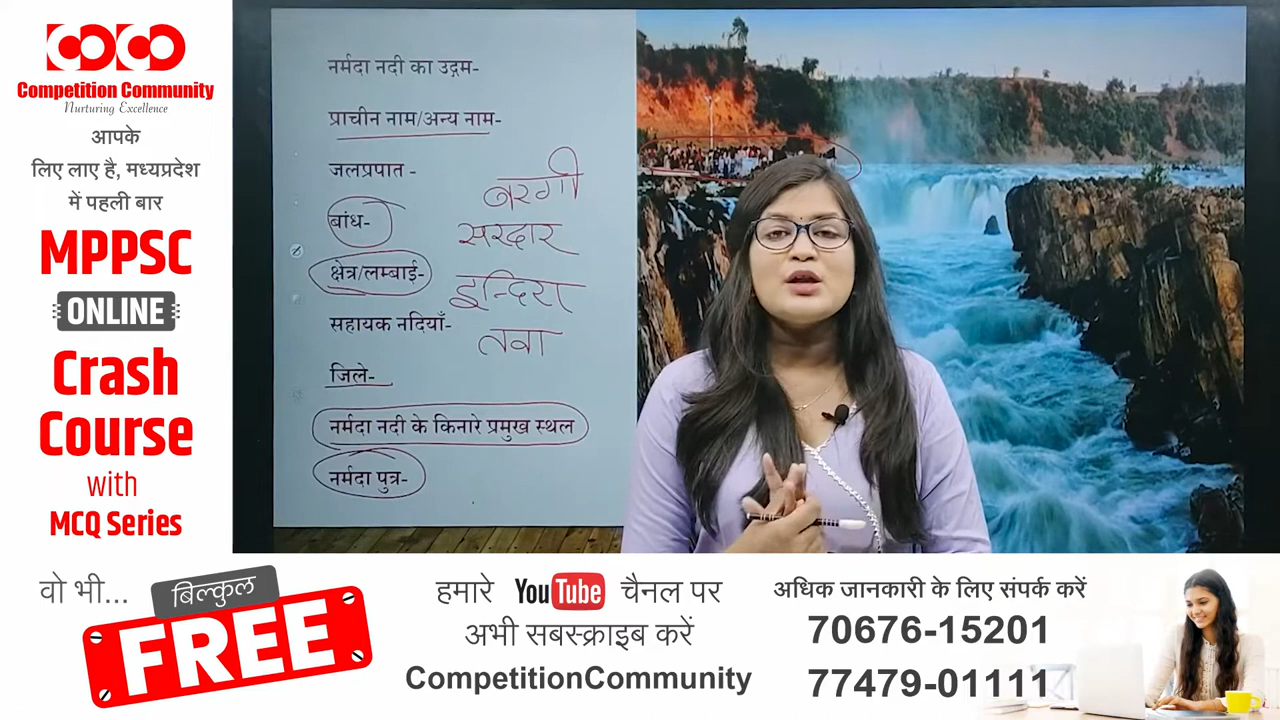 COCO
Competition Community
Nurturing Excellence
आपके
लिए लाए है, मध्यप्रदेश
में पहली बार
MPPSC
ONLINE
Crash
Course
with
MCQ Series
नर्मदा नदी का उद्गम-
प्राचीन नाम/अन्य नाम-
जलप्रपात -
बांध-
क्षेत्र/लम्बाई-
सहायक नदियाँ-
जिले-
नर्मदा नदी के किनारे प्रमुख स्थल
नर्मदा पुत्र-
बरगी
सरदार
इन्दिरा
तवा
वो भी...
बिल्कुल
FREE
हमारे YouTube चैनल पर
अभी सबस्क्राइब करें
CompetitionCommunity
अधिक जानकारी के लिए संपर्क करें
70676-15201
77479-01111